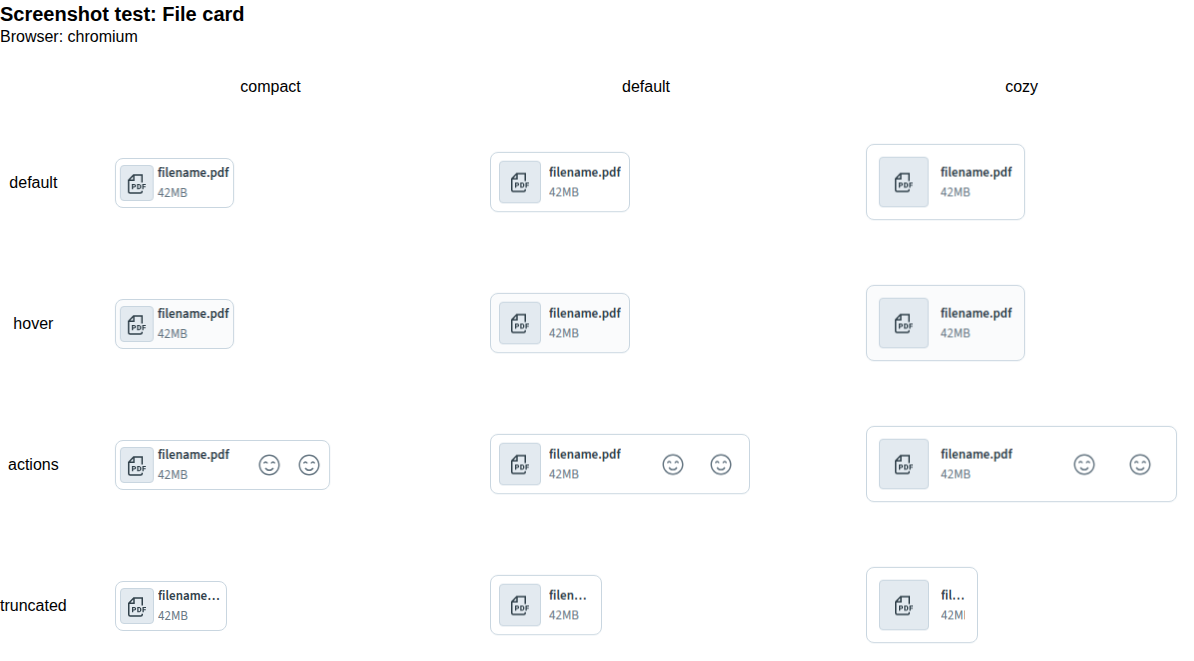 Screenshot test: File card
Browser: chromium
compact default cozy
default
PDF filename.pdf 42MB
PDF filename.pdf 42MB
PDF filename.pdf 42MB
hover
PDF filename.pdf 42MB
PDF filename.pdf 42MB
PDF filename.pdf 42MB
actions
PDF filename.pdf 42MB
PDF filename.pdf 42MB
PDF filename.pdf 42MB
truncated
PDF filename… 42MB
PDF filen… 42MB
PDF fil… 42M